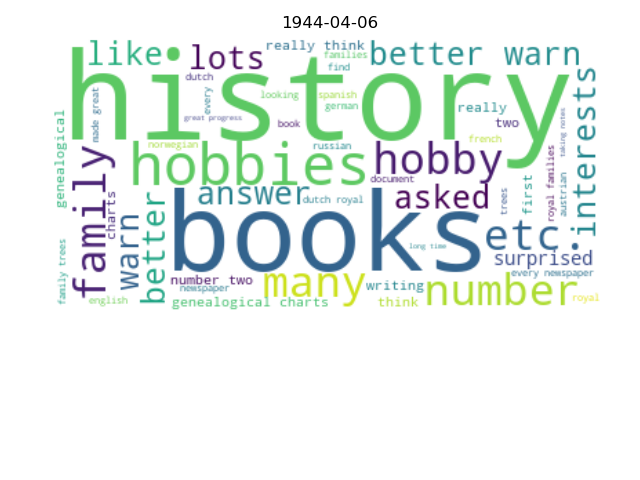 1944-04-06
like
lots
really think
families
better warn
find
dutch
history
made great
every
looking
spanish
german
really
great progress
book
two
taking notes
interests
genealogical
norwegian
hobbies
russian
hobby
french
royal families
austrian
family
charts
document
answer
dutch royal
asked
trees
first
warn
better
books
etc.
long time
surprised
family trees
number two
newspaper
many
writing
every newspaper
english
genealogical charts
think
number
royal